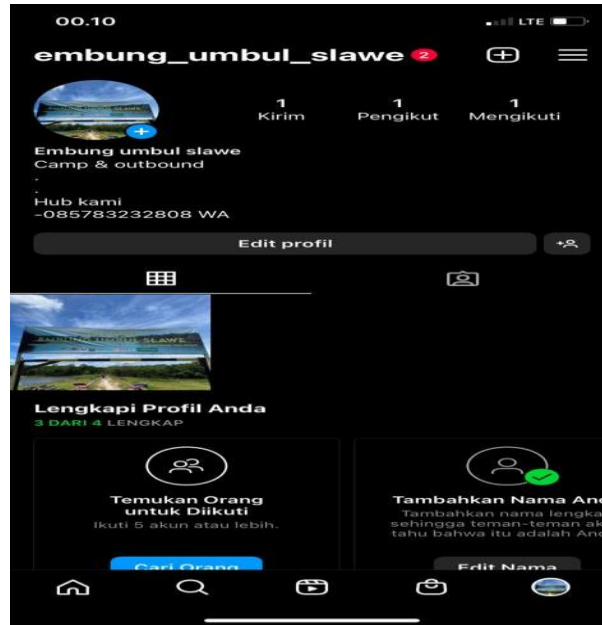 00.10
LTE
embung_umbul_slawe 2
1 1 1
Kirim Pengikut Mengikuti
Embung umbul slawe
Camp & outbound
.
.
Hub kami
-085783232808 WA
Edit profil
EMBUNG UMBUL SLAWE
Lengkapi Profil Anda
3 DARI 4 LENGKAP
Temukan Orang
untuk Diikuti
Ikuti 5 akun atau lebih.
Cari Orang
Tambahkan Nama And
Tambahkan nama lengka
sehingga teman-teman ak
tahu bahwa itu adalah And
Edit Nama